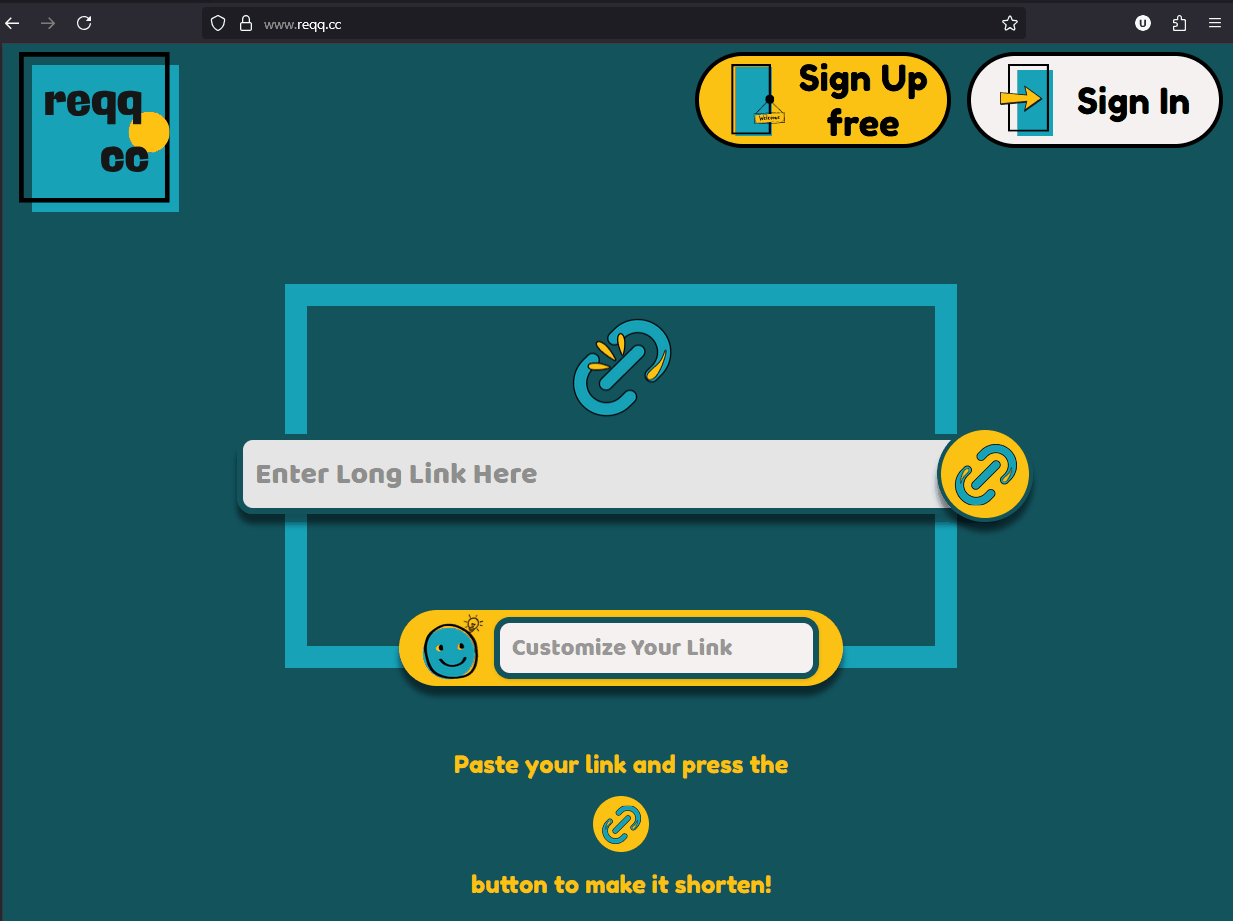 www.reqq.cc
reqq
cc
Sign Up
free
Welcome
Sign In
Enter Long Link Here
Customize Your Link
Paste your link and press the
button to make it shorten!